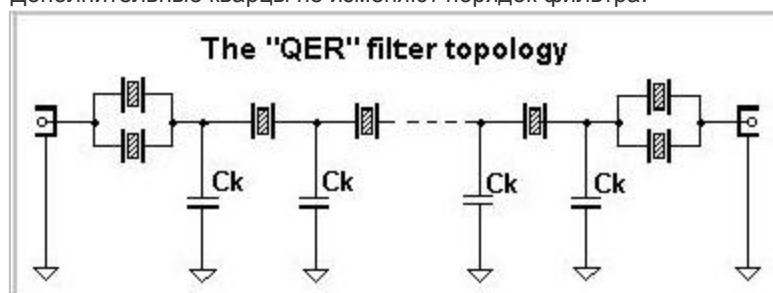 Дополнительные кварцы не изменяют порядок фильтра.
The "QER" filter topology
Ck
Ck
Ck
Ck